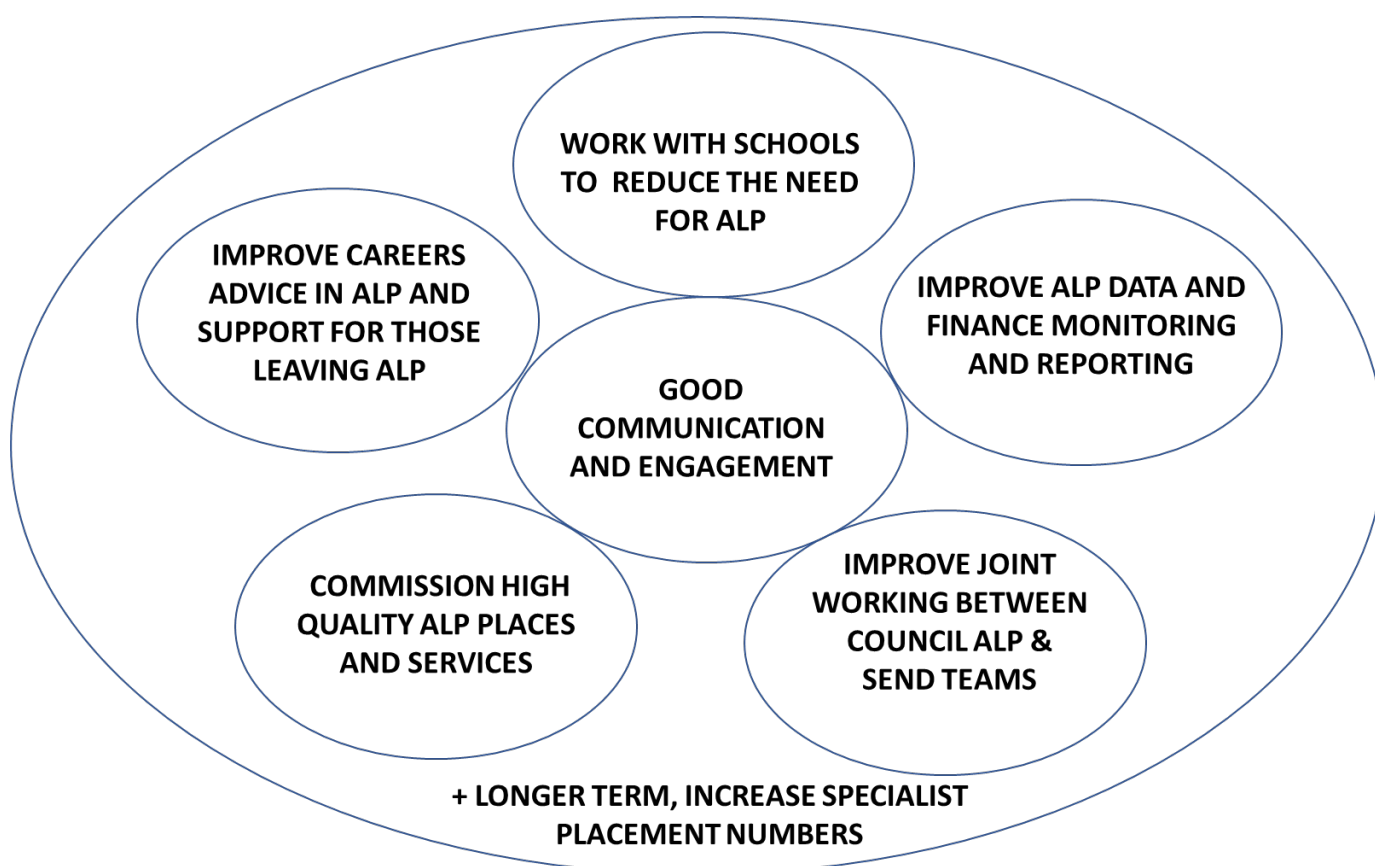 WORK WITH SCHOOLS
TO REDUCE THE NEED
FOR ALP
IMPROVE CAREERS
ADVICE IN ALP AND
SUPPORT FOR THOSE
LEAVING ALP
IMPROVE ALP DATA AND
FINANCE MONITORING
AND REPORTING
GOOD
COMMUNICATION
AND ENGAGEMENT
COMMISSION HIGH
QUALITY ALP PLACES
AND SERVICES
IMPROVE JOINT
WORKING BETWEEN
COUNCIL ALP &
SEND TEAMS
+ LONGER TERM, INCREASE SPECIALIST
PLACEMENT NUMBERS